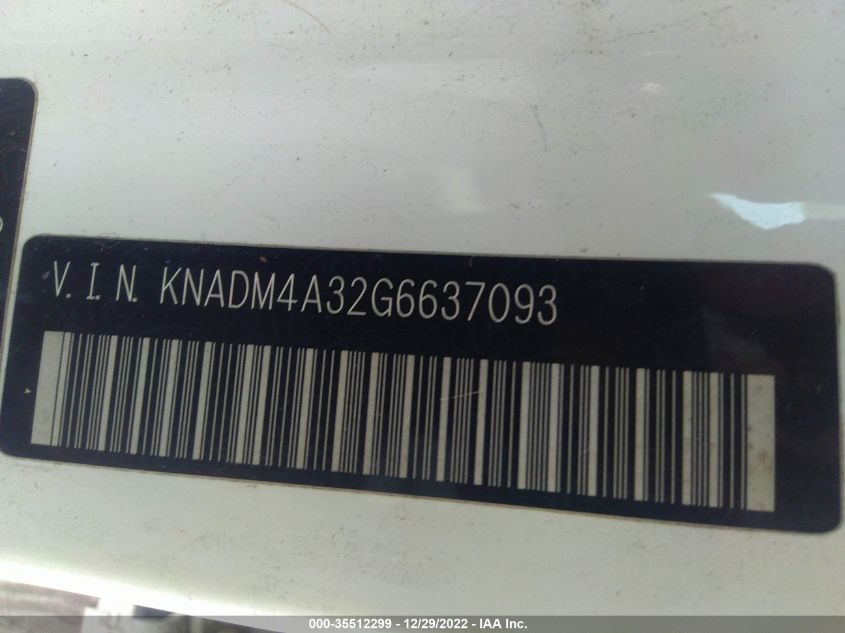 V.I.N. KNADM4A32G6637093
000-35512299 - 12/29/2022 - IAA Inc.